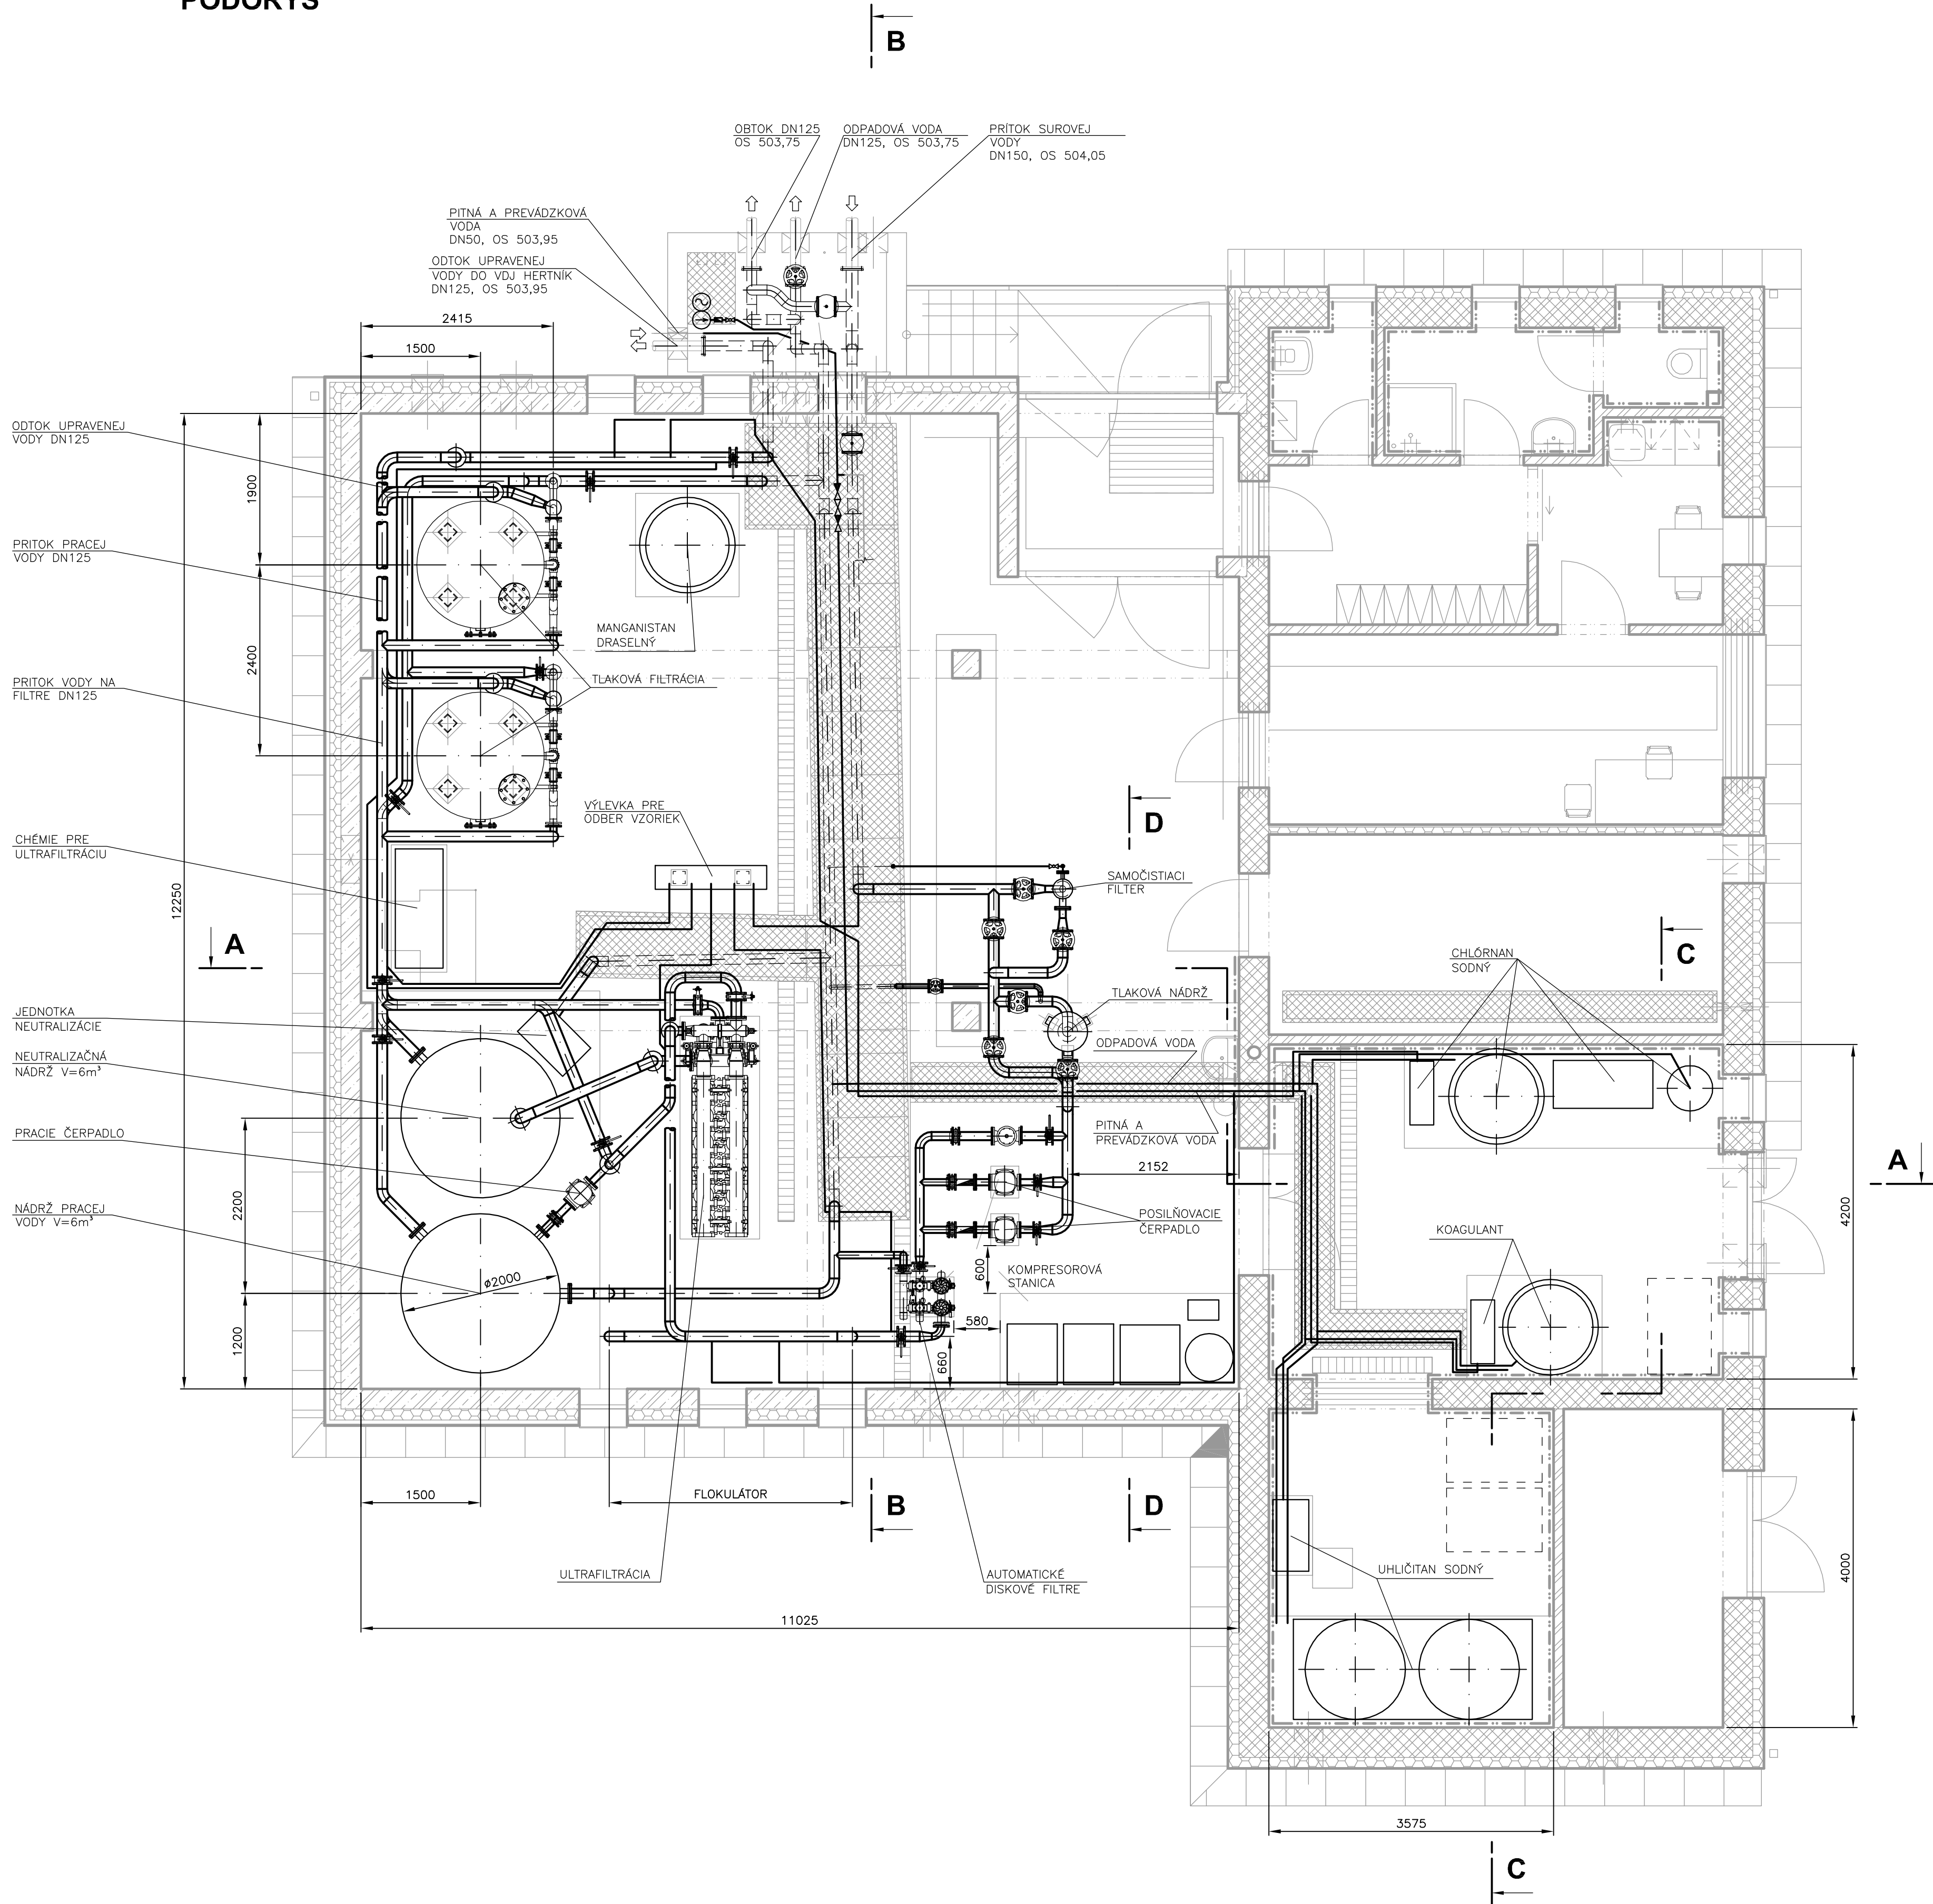 PÔDORYS
B
OBTOK DN125
OS 503,75
ODPADOVÁ VODA
DN125, OS 503,75
PRÍTOK SUROVEJ
VODY
DN150, OS 504,05
PITNÁ A PREVÁDZKOVÁ
VODA
DN50, OS 503,95
ODTOK UPRAVENEJ
VODY DO VDJ HERTNÍK
DN125, OS 503,95
2415
1500
ODTOK UPRAVENEJ
VODY DN125
1900
PRITOK PRACEJ
VODY DN125
MANGANISTAN
DRASELNÝ
2400
PRITOK VODY NA
FILTRE DN125
TLAKOVÁ FILTRÁCIA
VÝLEVKA PRE
ODBER VZORIEK
D
CHÉMIE PRE
ULTRAFILTRÁCIU
12250
SAMOČISTIACI
FILTER
A
C
CHLÓRNAN
SODNÝ
TLAKOVÁ NÁDRŽ
JEDNOTKA
NEUTRALIZÁCIE
ODPADOVÁ VODA
NEUTRALIZAČNÁ
NÁDRŽ V=6m³
PITNÁ A
PREVÁDZKOVÁ VODA
PRACIE ČERPADLO
2152
A
2200
4200
NÁDRŽ PRACEJ
VODY V=6m³
POSILŇOVACIE
ČERPADLO
KOAGULANT
ø2000
600
KOMPRESOROVÁ
STANICA
580
1200
660
1500
FLOKULÁTOR
B
D
ULTRAFILTRÁCIA
AUTOMATICKÉ
DISKOVÉ FILTRE
UHLIČITAN SODNÝ
4000
11025
3575
C